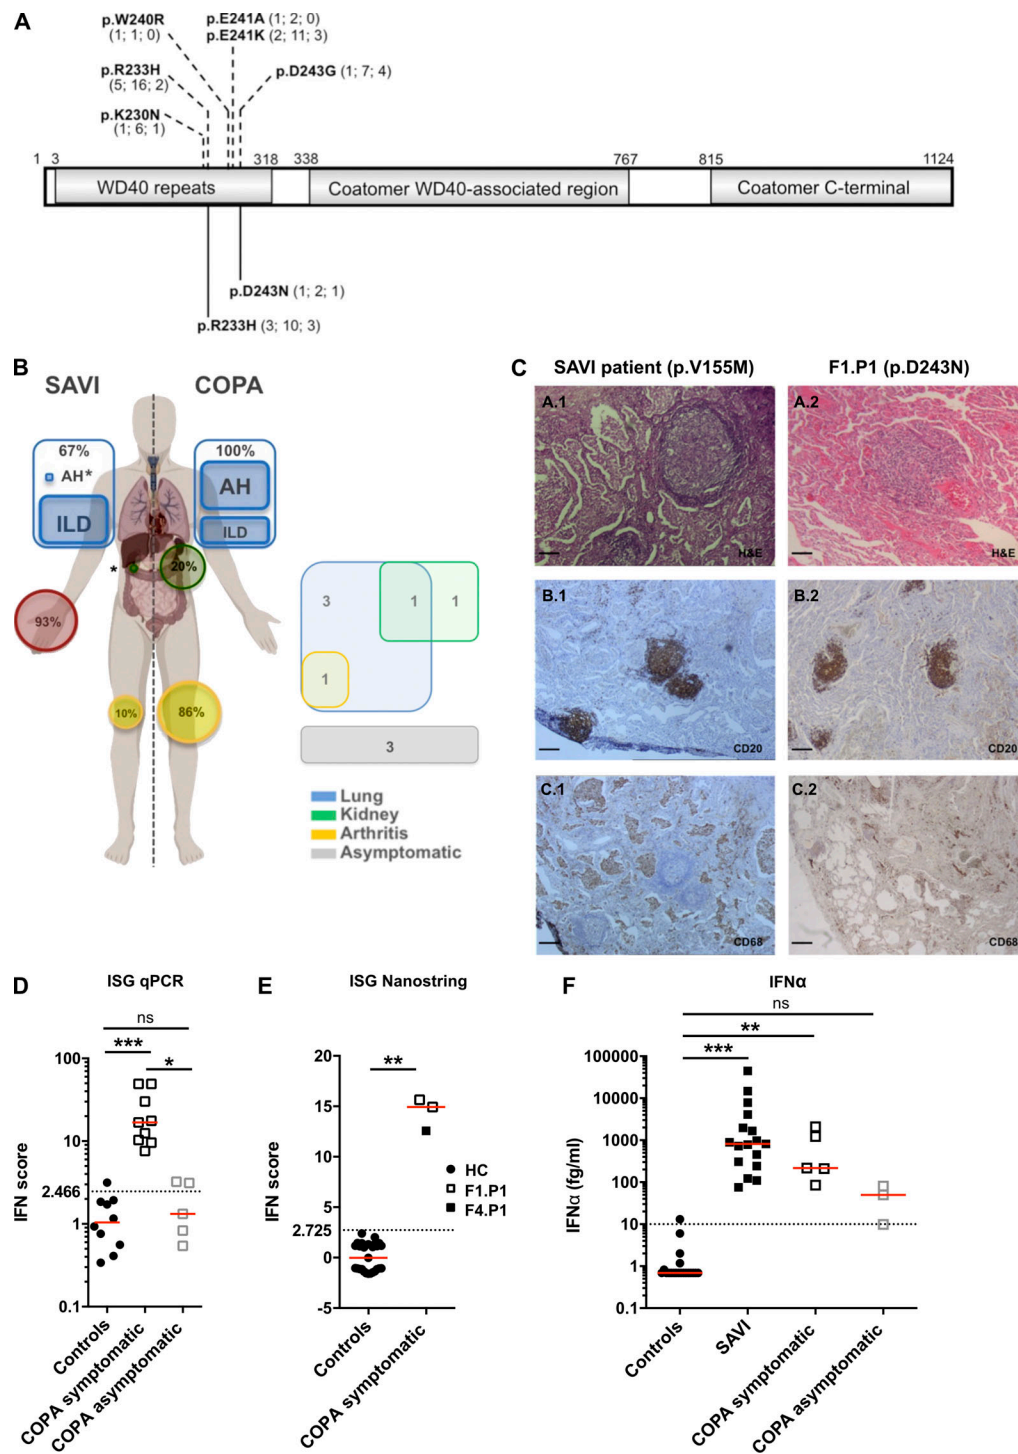 A
p.W240R
(1; 1; 0)
p.E241A (1; 2; 0)
p.E241K (2; 11; 3)
p.R233H
(5; 16; 2)
p.D243G (1; 7; 4)
p.K230N
(1; 6; 1)
1 3 318 338 767 815 1124
WD40 repeats
Coatomer WD40-associated region
Coatomer C-terminal
p.D243N (1; 2; 1)
p.R233H (3; 10; 3)
B
SAVI COPA
67%
AH*
ILD
100%
AH
ILD
*
20%
93%
10%
86%
3 1 1
1
3
Lung
Kidney
Arthritis
Asymptomatic
C
SAVI patient (p.V155M)
F1.P1 (p.D243N)
A.1
H&E
A.2
H&E
B.1
CD20
B.2
CD20
C.1
CD68
C.2
CD68
D
ISG qPCR
ns
***
*
100
10
2.466
1
0.1
IFN score
Controls
COPA symptomatic
COPA asymptomatic
E
ISG Nanostring
**
20
15
10
5
2.725
0
-5
IFN score
HC
F1.P1
F4.P1
Controls
COPA symptomatic
F
IFNα
ns
**
***
100000
10000
1000
100
10
1
0.1
IFNα (fg/ml)
Controls
SAVI
COPA symptomatic
COPA asymptomatic